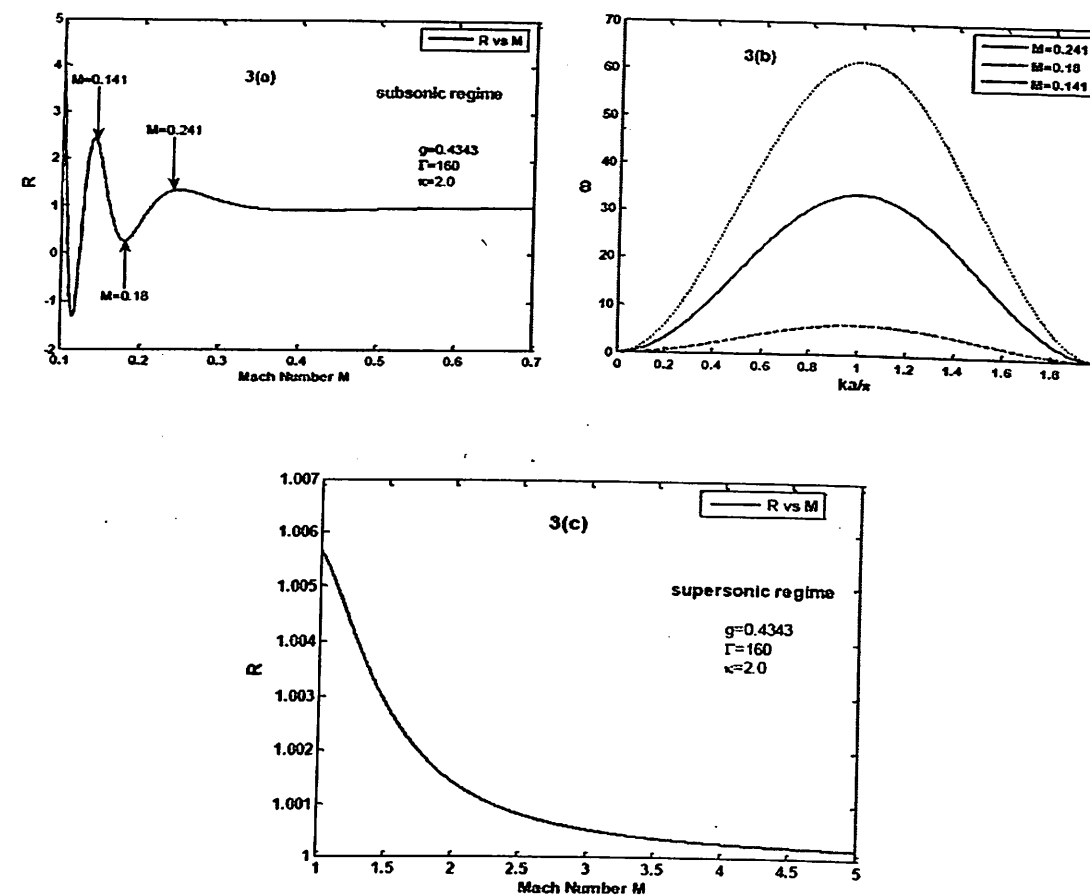 5
4
3
2
1
0
-1
-2
R
R vs M
3(a)
M=0.141
subsonic regime
M=0.241
g=0.4343
Γ=160
κ=2.0
M=0.18
0.1
0.2
0.3
0.4
0.5
0.6
0.7
Mach Number M
70
60
50
40
30
20
10
0
ω
3(b)
M=0.241
M=0.18
M=0.141
0
0.2
0.4
0.6
0.8
1
1.2
1.4
1.6
1.8
ka/π
1.007
1.006
1.005
1.004
1.003
1.002
1.001
1
R
R vs M
3(c)
supersonic regime
g=0.4343
Γ=160
κ=2.0
1
1.5
2
2.5
3
3.5
4
4.5
5
Mach Number M